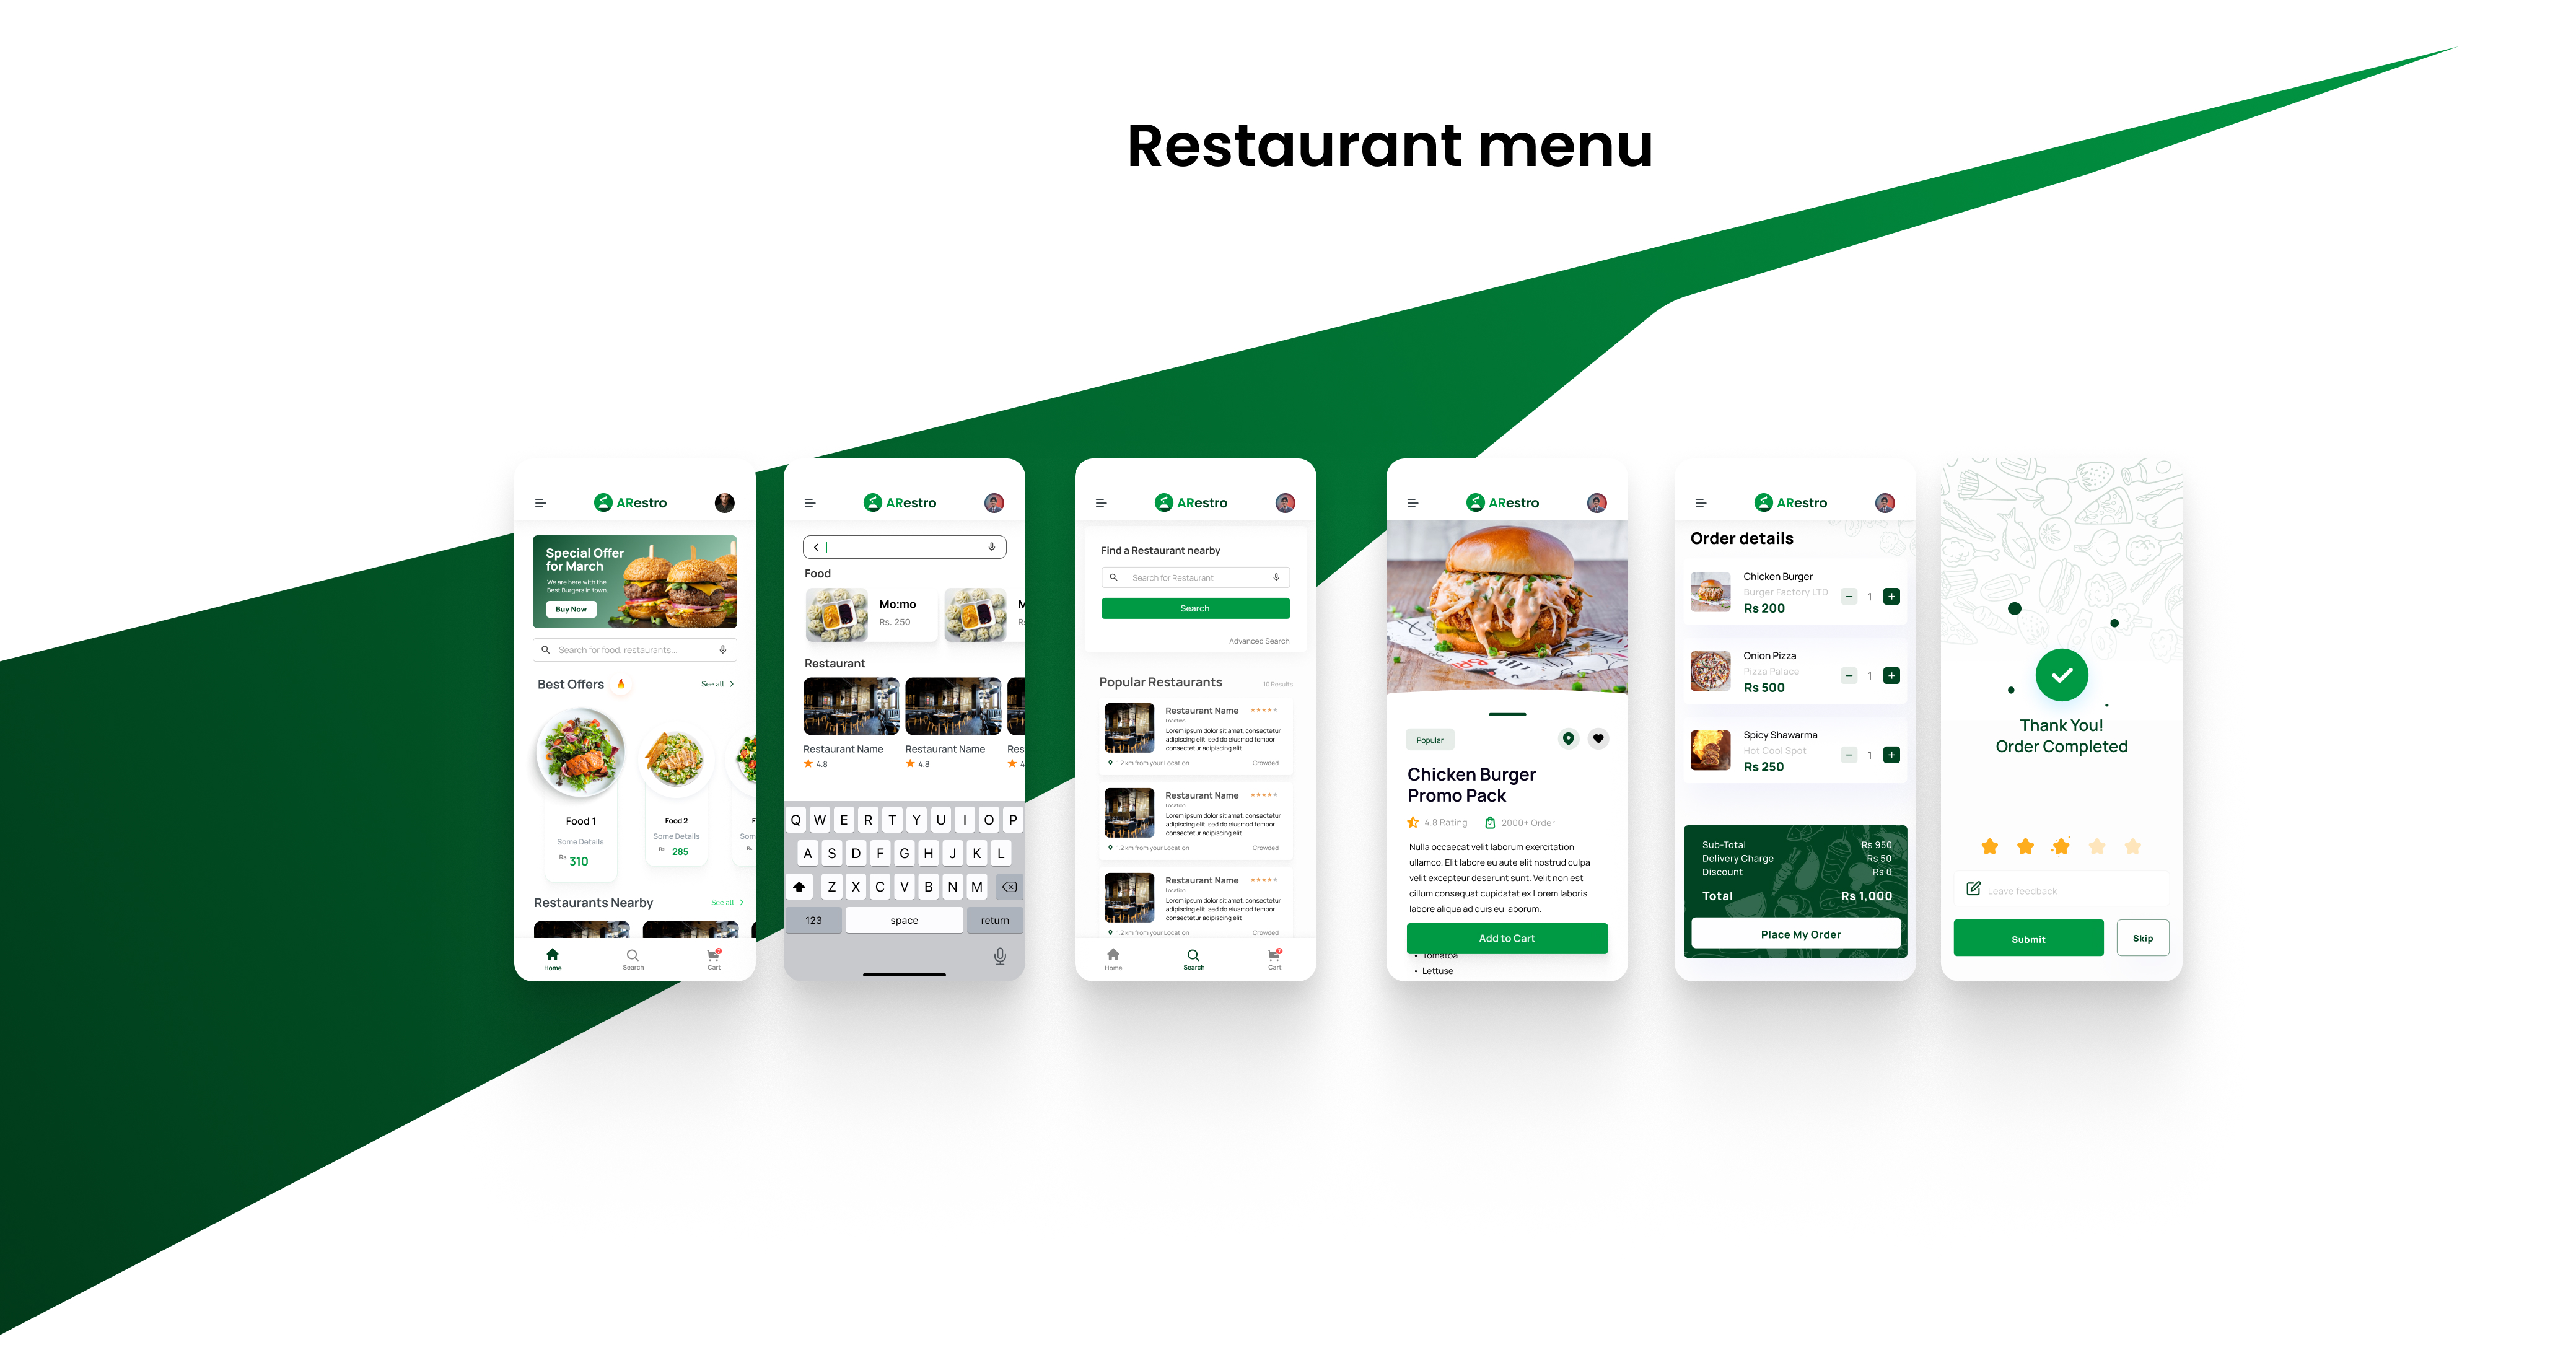 Restaurant menu
ARestro
Special Offer
for March
We are here with the
Best Burgers in town.
Buy Now
Search for food, restaurants...
Best Offers
See all
Food 1
Some Details
Rs 310
Food 2
Some Details
Rs 285
F
Som
Rs
Restaurants Nearby
See all
Home
Search
Cart
ARestro
Food
Mo:mo
Rs. 250
M
Rs
Restaurant
Restaurant Name
4.8
Restaurant Name
4.8
Rest
4
Q W E R T Y U I O P
A S D F G H J K L
Z X C V B N M
123
space
return
ARestro
Find a Restaurant nearby
Search for Restaurant
Search
Advanced Search
Popular Restaurants
10 Results
Restaurant Name
Location
Lorem ipsum dolor sit amet, consectetur
adipiscing elit, sed do eiusmod tempor
consectetur adipiscing elit
1.2 km from your Location
Crowded
Restaurant Name
Location
Lorem ipsum dolor sit amet, consectetur
adipiscing elit, sed do eiusmod tempor
consectetur adipiscing elit
1.2 km from your Location
Crowded
Restaurant Name
Location
Lorem ipsum dolor sit amet, consectetur
adipiscing elit, sed do eiusmod tempor
consectetur adipiscing elit
1.2 km from your Location
Crowded
Home
Search
Cart
ARestro
Popular
Chicken Burger
Promo Pack
4.8 Rating
2000+ Order
Nulla occaecat velit laborum exercitation
ullamco. Elit labore eu aute elit nostrud culpa
velit excepteur deserunt sunt. Velit non est
cillum consequat cupidatat ex Lorem laboris
labore aliqua ad duis eu laborum.
Add to Cart
• Tomatoa
• Lettuse
ARestro
Order details
Chicken Burger
Burger Factory LTD
Rs 200
− 1 +
Onion Pizza
Pizza Palace
Rs 500
− 1 +
Spicy Shawarma
Hot Cool Spot
Rs 250
− 1 +
Sub-Total Rs 950
Delivery Charge Rs 50
Discount Rs 0
Total Rs 1,000
Place My Order
Thank You!
Order Completed
Leave feedback
Submit
Skip